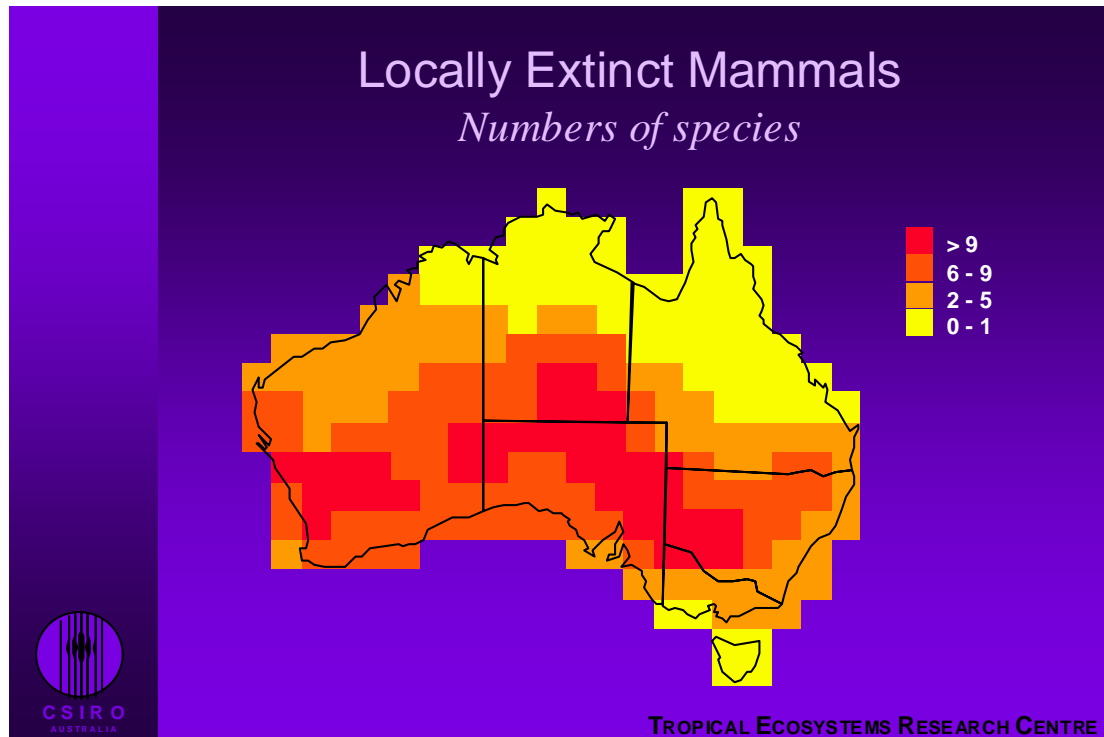 Locally Extinct Mammals
Numbers of species
> 9
6 - 9
2 - 5
0 - 1
CSIRO
AUSTRALIA
TROPICAL ECOSYSTEMS RESEARCH CENTRE